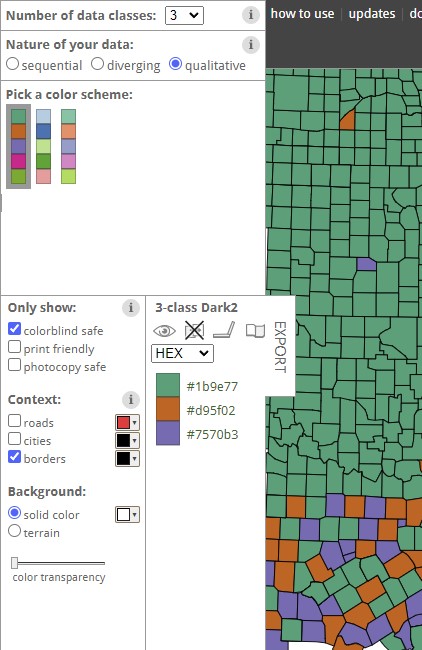 Number of data classes: 3 i
how to use | updates | do
Nature of your data: i
sequential diverging qualitative
Pick a color scheme:
Only show: i
colorblind safe
print friendly
photocopy safe
Context: i
roads
cities
borders
Background:
solid color
terrain
color transparency
3-class Dark2
HEX
EXPORT
#1b9e77
#d95f02
#7570b3